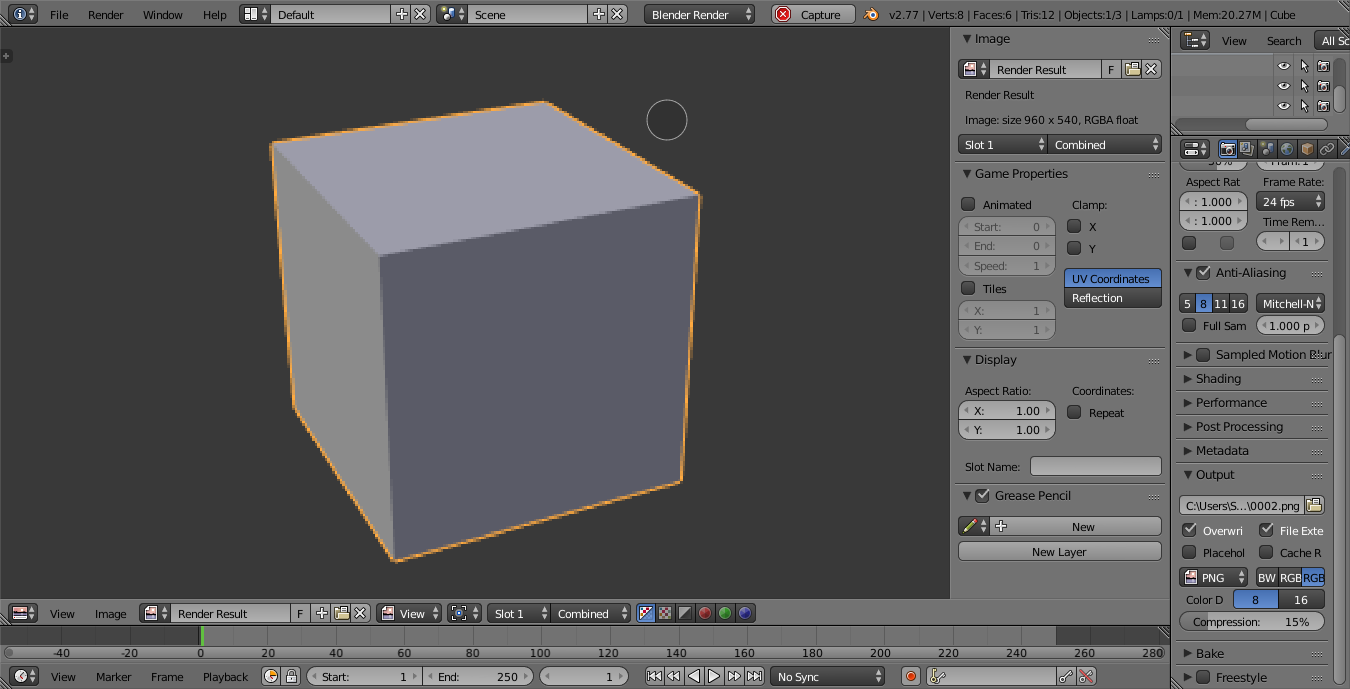 File Render Window Help Default Scene Blender Render Capture v2.77 | Verts:8 | Faces:6 | Tris:12 | Objects:1/3 | Lamps:0/1 | Mem:20.27M | Cube
Image
Render Result F
Render Result
Image: size 960 x 540, RGBA float
Slot 1 Combined
Game Properties
Animated Clamp:
Start: 0 X
End: 0 Y
Speed: 1
UV Coordinates
Tiles Reflection
X: 1
Y: 1
Display
Aspect Ratio: Coordinates:
X: 1.00 Repeat
Y: 1.00
Slot Name:
Grease Pencil
New
New Layer
View Search All Sc
Aspect Rat Frame Rate:
: 1.000 24 fps
: 1.000 Time Rem...
1
Anti-Aliasing
5 8 11 16 Mitchell-N
Full Sam 1.000 p
Sampled Motion Blur
Shading
Performance
Post Processing
Metadata
Output
C:\Users\S...\0002.png
Overwri File Exte
Placehol Cache R
PNG BW RGB RGB
Color D 8 16
Compression: 15%
Bake
Freestyle
View Image Render Result F View Slot 1 Combined
-40 -20 0 20 40 60 80 100 120 140 160 180 200 220 240 260 280
View Marker Frame Playback Start: 1 End: 250 1 No Sync